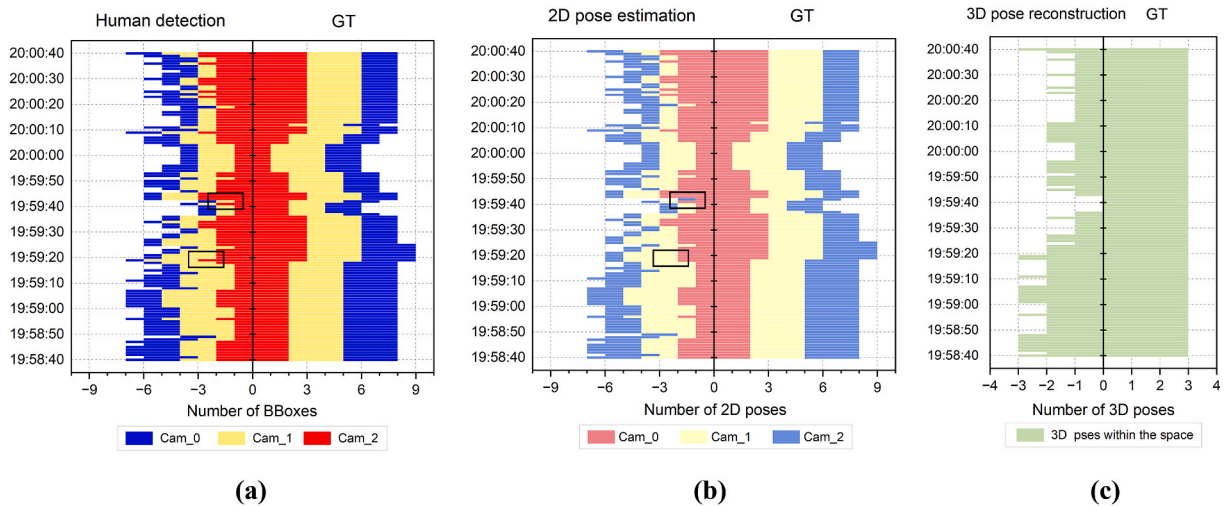 Human detection GT
20:00:40
20:00:30
20:00:20
20:00:10
20:00:00
19:59:50
19:59:40
19:59:30
19:59:20
19:59:10
19:59:00
19:58:50
19:58:40
−9 −6 −3 0 3 6 9
Number of BBoxes
Cam_0 Cam_1 Cam_2
(a)
2D pose estimation GT
20:00:40
20:00:30
20:00:20
20:00:10
20:00:00
19:59:50
19:59:40
19:59:30
19:59:20
19:59:10
19:59:00
19:58:50
19:58:40
−9 −6 −3 0 3 6 9
Number of 2D poses
Cam_0 Cam_1 Cam_2
(b)
3D pose reconstruction GT
20:00:40
20:00:30
20:00:20
20:00:10
20:00:00
19:59:50
19:59:40
19:59:30
19:59:20
19:59:10
19:59:00
19:58:50
19:58:40
−4 −3 −2 −1 0 1 2 3 4
Number of 3D poses
3D pses within the space
(c)